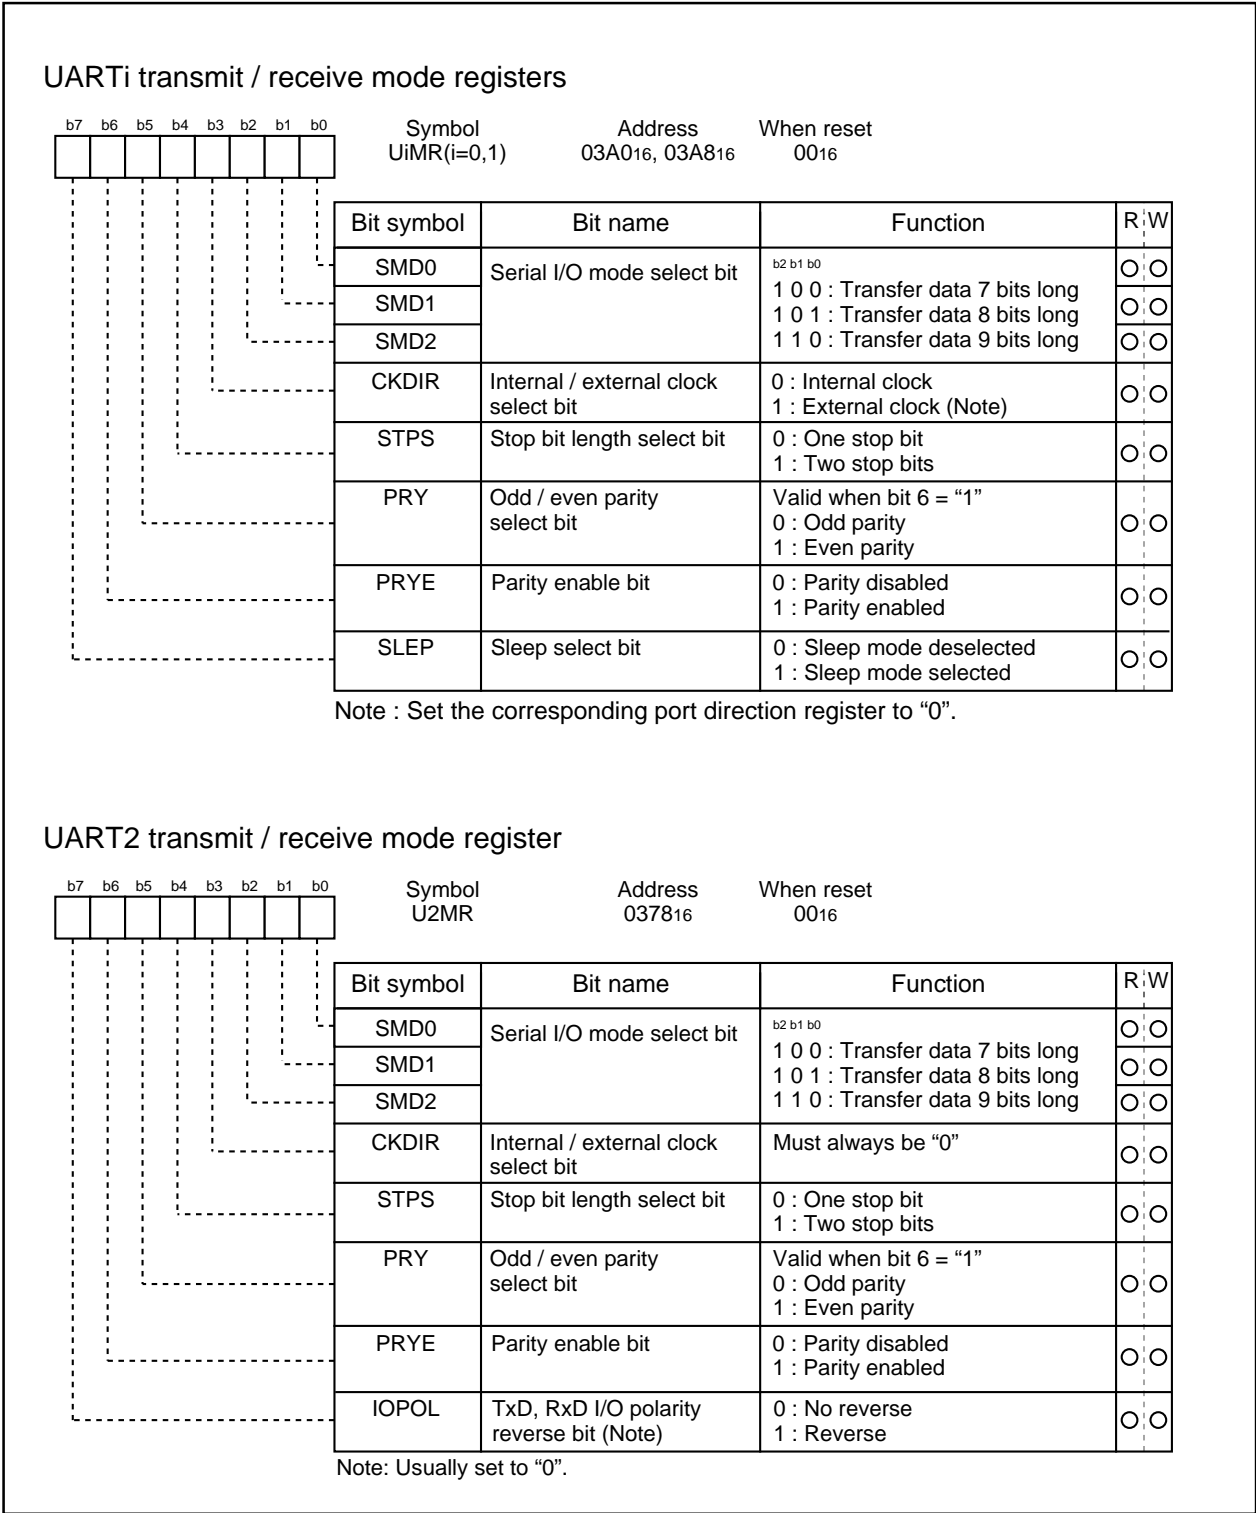 UARTi transmit / receive mode registers
b7 b6 b5 b4 b3 b2 b1 b0
Symbol Address When reset
UiMR(i=0,1) 03A016, 03A816 0016
Bit symbol Bit name Function R W
SMD0 Serial I/O mode select bit b2 b1 b0
1 0 0 : Transfer data 7 bits long
SMD1 1 0 1 : Transfer data 8 bits long
SMD2 1 1 0 : Transfer data 9 bits long
CKDIR Internal / external clock 0 : Internal clock
select bit 1 : External clock (Note)
STPS Stop bit length select bit 0 : One stop bit
1 : Two stop bits
PRY Odd / even parity Valid when bit 6 = “1”
select bit 0 : Odd parity
1 : Even parity
PRYE Parity enable bit 0 : Parity disabled
1 : Parity enabled
SLEP Sleep select bit 0 : Sleep mode deselected
1 : Sleep mode selected
Note : Set the corresponding port direction register to “0”.
UART2 transmit / receive mode register
b7 b6 b5 b4 b3 b2 b1 b0
Symbol Address When reset
U2MR 037816 0016
Bit symbol Bit name Function R W
SMD0 Serial I/O mode select bit b2 b1 b0
1 0 0 : Transfer data 7 bits long
SMD1 1 0 1 : Transfer data 8 bits long
SMD2 1 1 0 : Transfer data 9 bits long
CKDIR Internal / external clock Must always be “0”
select bit
STPS Stop bit length select bit 0 : One stop bit
1 : Two stop bits
PRY Odd / even parity Valid when bit 6 = “1”
select bit 0 : Odd parity
1 : Even parity
PRYE Parity enable bit 0 : Parity disabled
1 : Parity enabled
IOPOL TxD, RxD I/O polarity 0 : No reverse
reverse bit (Note) 1 : Reverse
Note: Usually set to “0”.